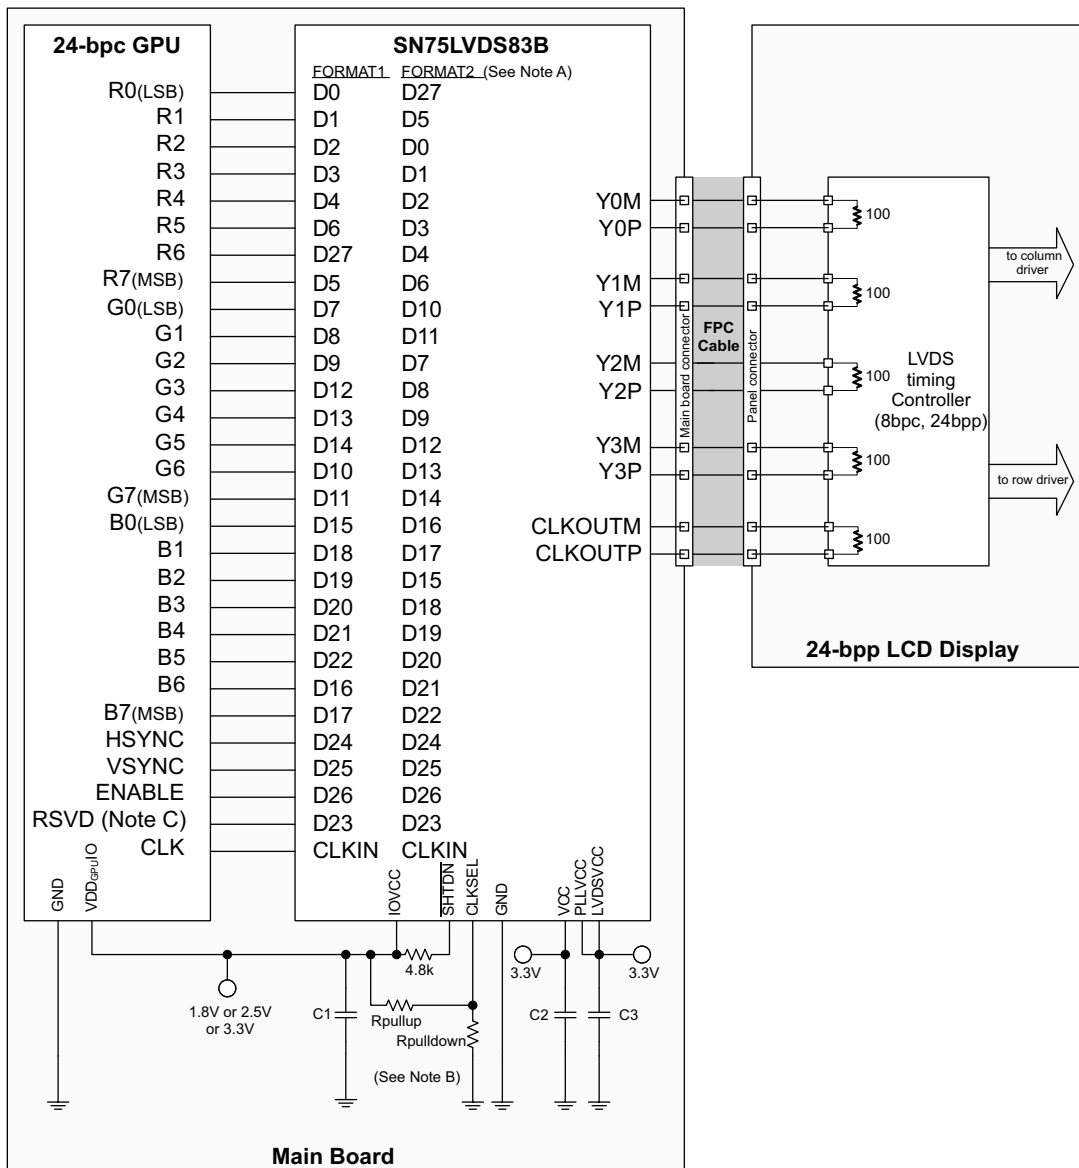 24-bpc GPU
R0(LSB)
R1
R2
R3
R4
R5
R6
R7(MSB)
G0(LSB)
G1
G2
G3
G4
G5
G6
G7(MSB)
B0(LSB)
B1
B2
B3
B4
B5
B6
B7(MSB)
HSYNC
VSYNC
ENABLE
RSVD (Note C)
CLK
GND
VDDGPUIO
SN75LVDS83B
FORMAT1 FORMAT2 (See Note A)
D0 D27
D1 D5
D2 D0
D3 D1
D4 D2
D6 D3
D27 D4
D5 D6
D7 D10
D8 D11
D9 D7
D12 D8
D13 D9
D14 D12
D10 D13
D11 D14
D15 D16
D18 D17
D19 D15
D20 D18
D21 D19
D22 D20
D16 D21
D17 D22
D24 D24
D25 D25
D26 D26
D23 D23
CLKIN CLKIN
Y0M
Y0P
Y1M
Y1P
Y2M
Y2P
Y3M
Y3P
CLKOUTM
CLKOUTP
IOVCC
SHTDN
CLKSEL
GND
VCC
PLLVCC
LVDSVCC
Main board connector
FPC
Cable
Panel connector
100
100
100
100
100
LVDS
timing
Controller
(8bpc, 24bpp)
to column
driver
to row driver
24-bpp LCD Display
4.8k
3.3V
3.3V
1.8V or 2.5V
or 3.3V
C1
Rpullup
Rpulldown
C2
C3
(See Note B)
Main Board